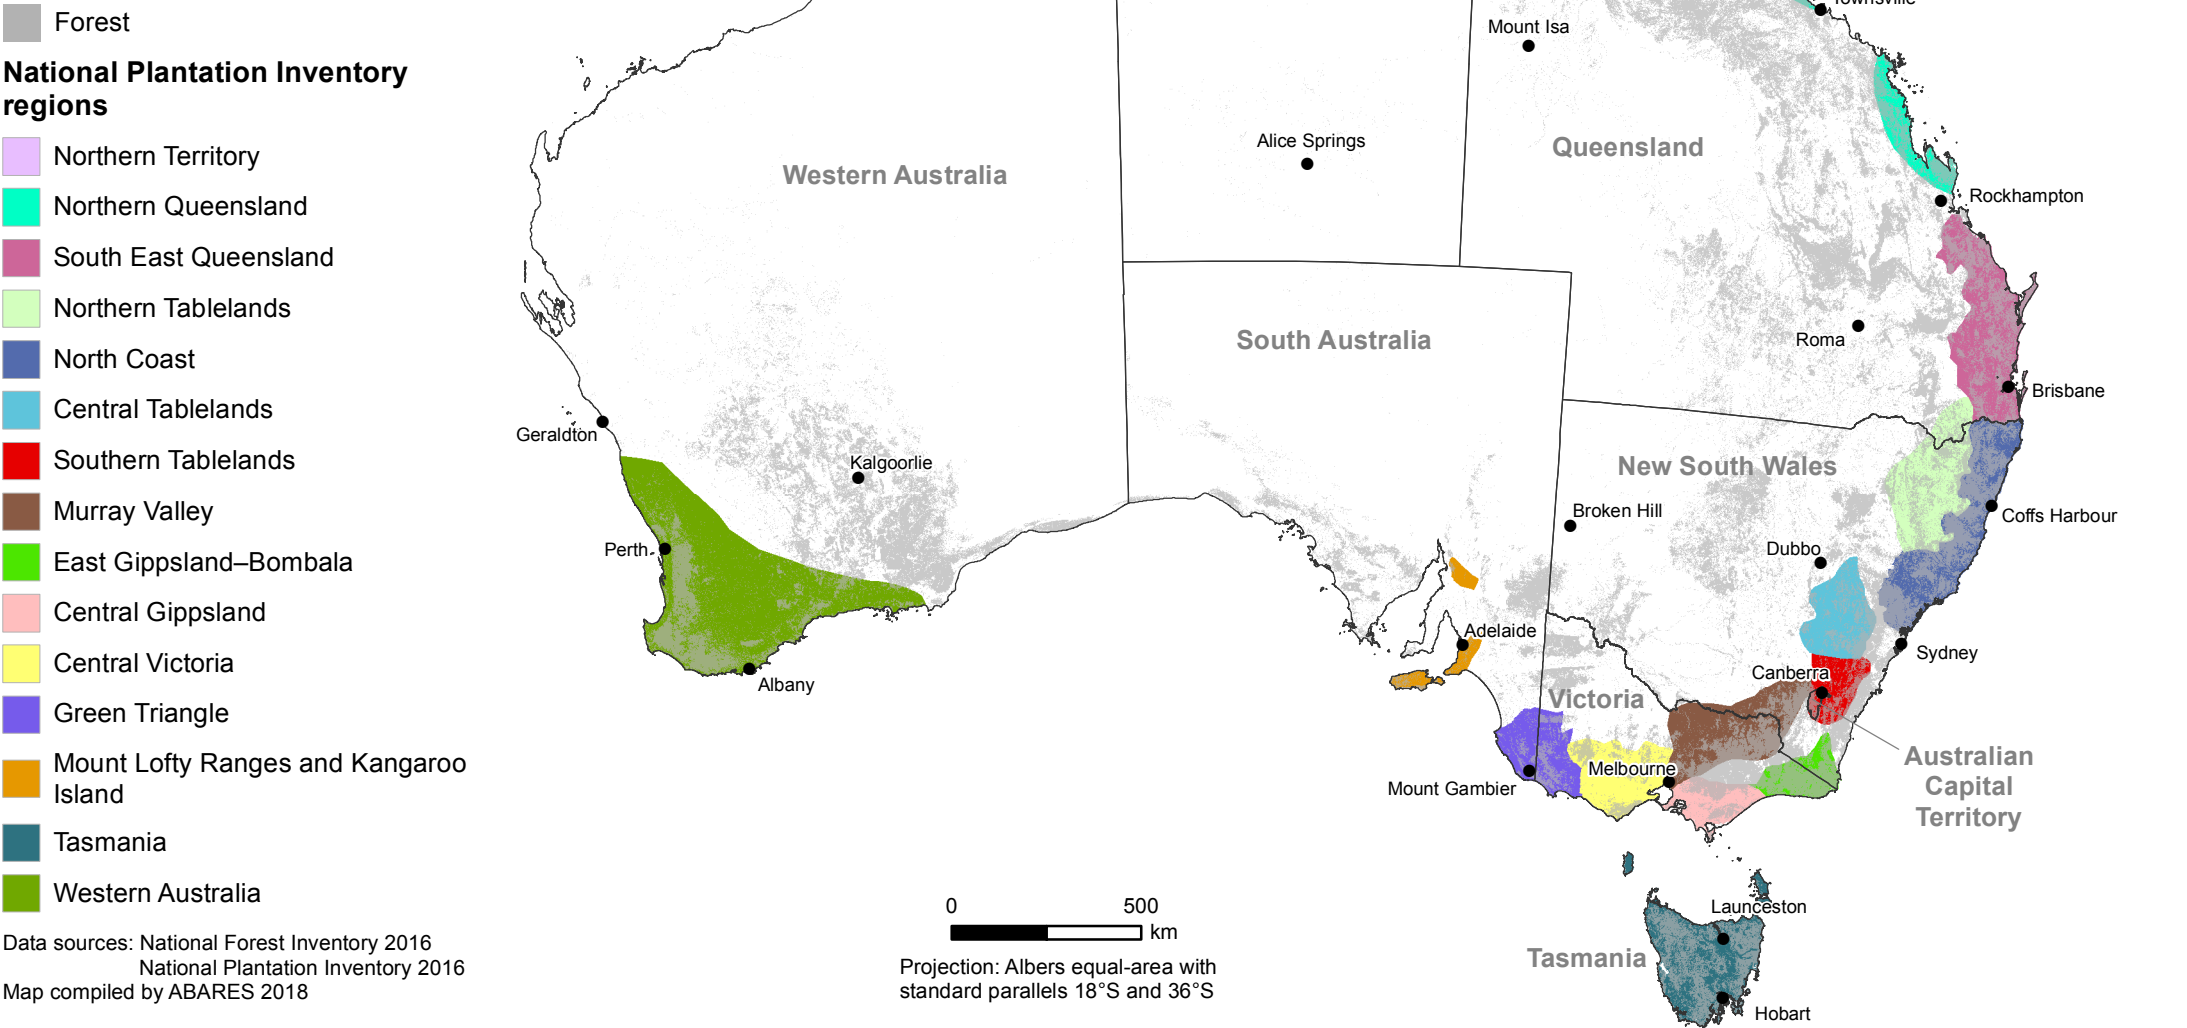 Forest
National Plantation Inventory
regions
Northern Territory
Northern Queensland
South East Queensland
Northern Tablelands
North Coast
Central Tablelands
Southern Tablelands
Murray Valley
East Gippsland–Bombala
Central Gippsland
Central Victoria
Green Triangle
Mount Lofty Ranges and Kangaroo
Island
Tasmania
Western Australia
Data sources: National Forest Inventory 2016
National Plantation Inventory 2016
Map compiled by ABARES 2018
Townsville
Mount Isa
Alice Springs
Queensland
Western Australia
Rockhampton
South Australia
Roma
Brisbane
Geraldton
Kalgoorlie
New South Wales
Broken Hill
Coffs Harbour
Perth
Dubbo
Adelaide
Sydney
Canberra
Albany
Victoria
Melbourne
Mount Gambier
Australian
Capital
Territory
Launceston
Tasmania
Hobart
0 500
km
Projection: Albers equal-area with
standard parallels 18°S and 36°S